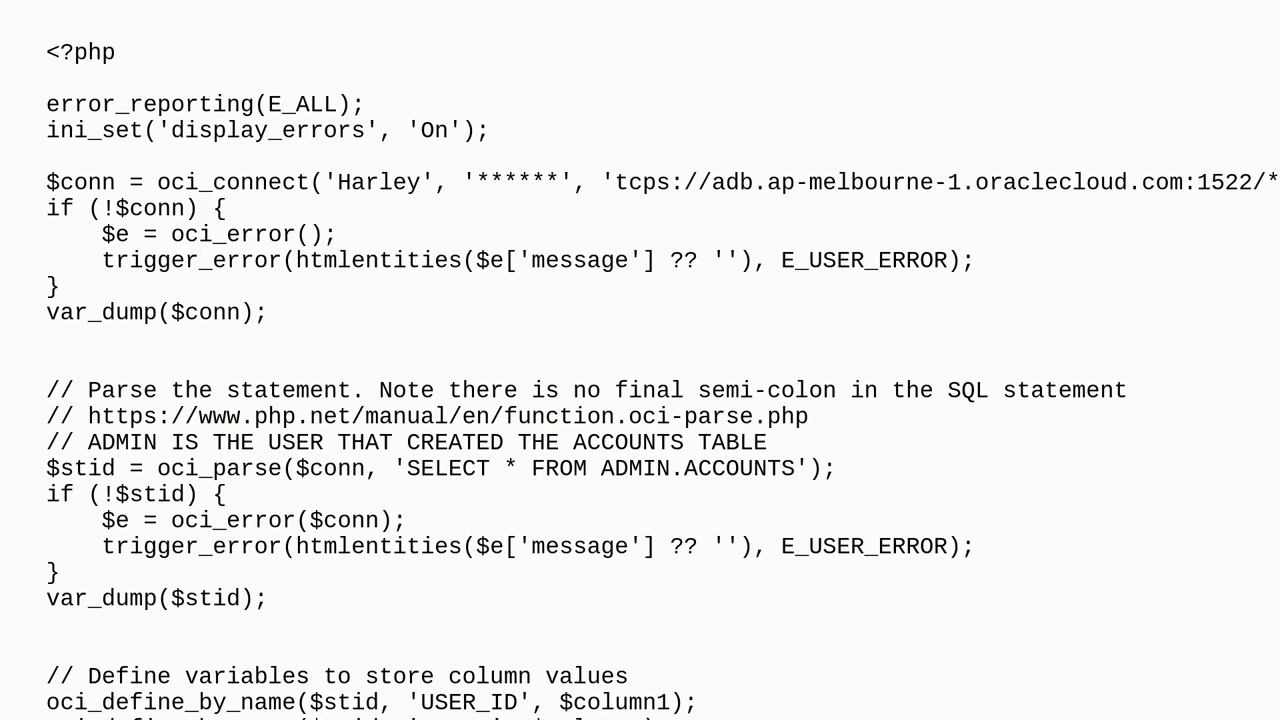 <?php
error_reporting(E_ALL);
ini_set('display_errors', 'On');
$conn = oci_connect('Harley', '******', 'tcps://adb.ap-melbourne-1.oraclecloud.com:1522/*
if (!$conn) {
    $e = oci_error();
    trigger_error(htmlentities($e['message'] ?? ''), E_USER_ERROR);
}
var_dump($conn);
// Parse the statement. Note there is no final semi-colon in the SQL statement
// https://www.php.net/manual/en/function.oci-parse.php
// ADMIN IS THE USER THAT CREATED THE ACCOUNTS TABLE
$stid = oci_parse($conn, 'SELECT * FROM ADMIN.ACCOUNTS');
if (!$stid) {
    $e = oci_error($conn);
    trigger_error(htmlentities($e['message'] ?? ''), E_USER_ERROR);
}
var_dump($stid);
// Define variables to store column values
oci_define_by_name($stid, 'USER_ID', $column1);